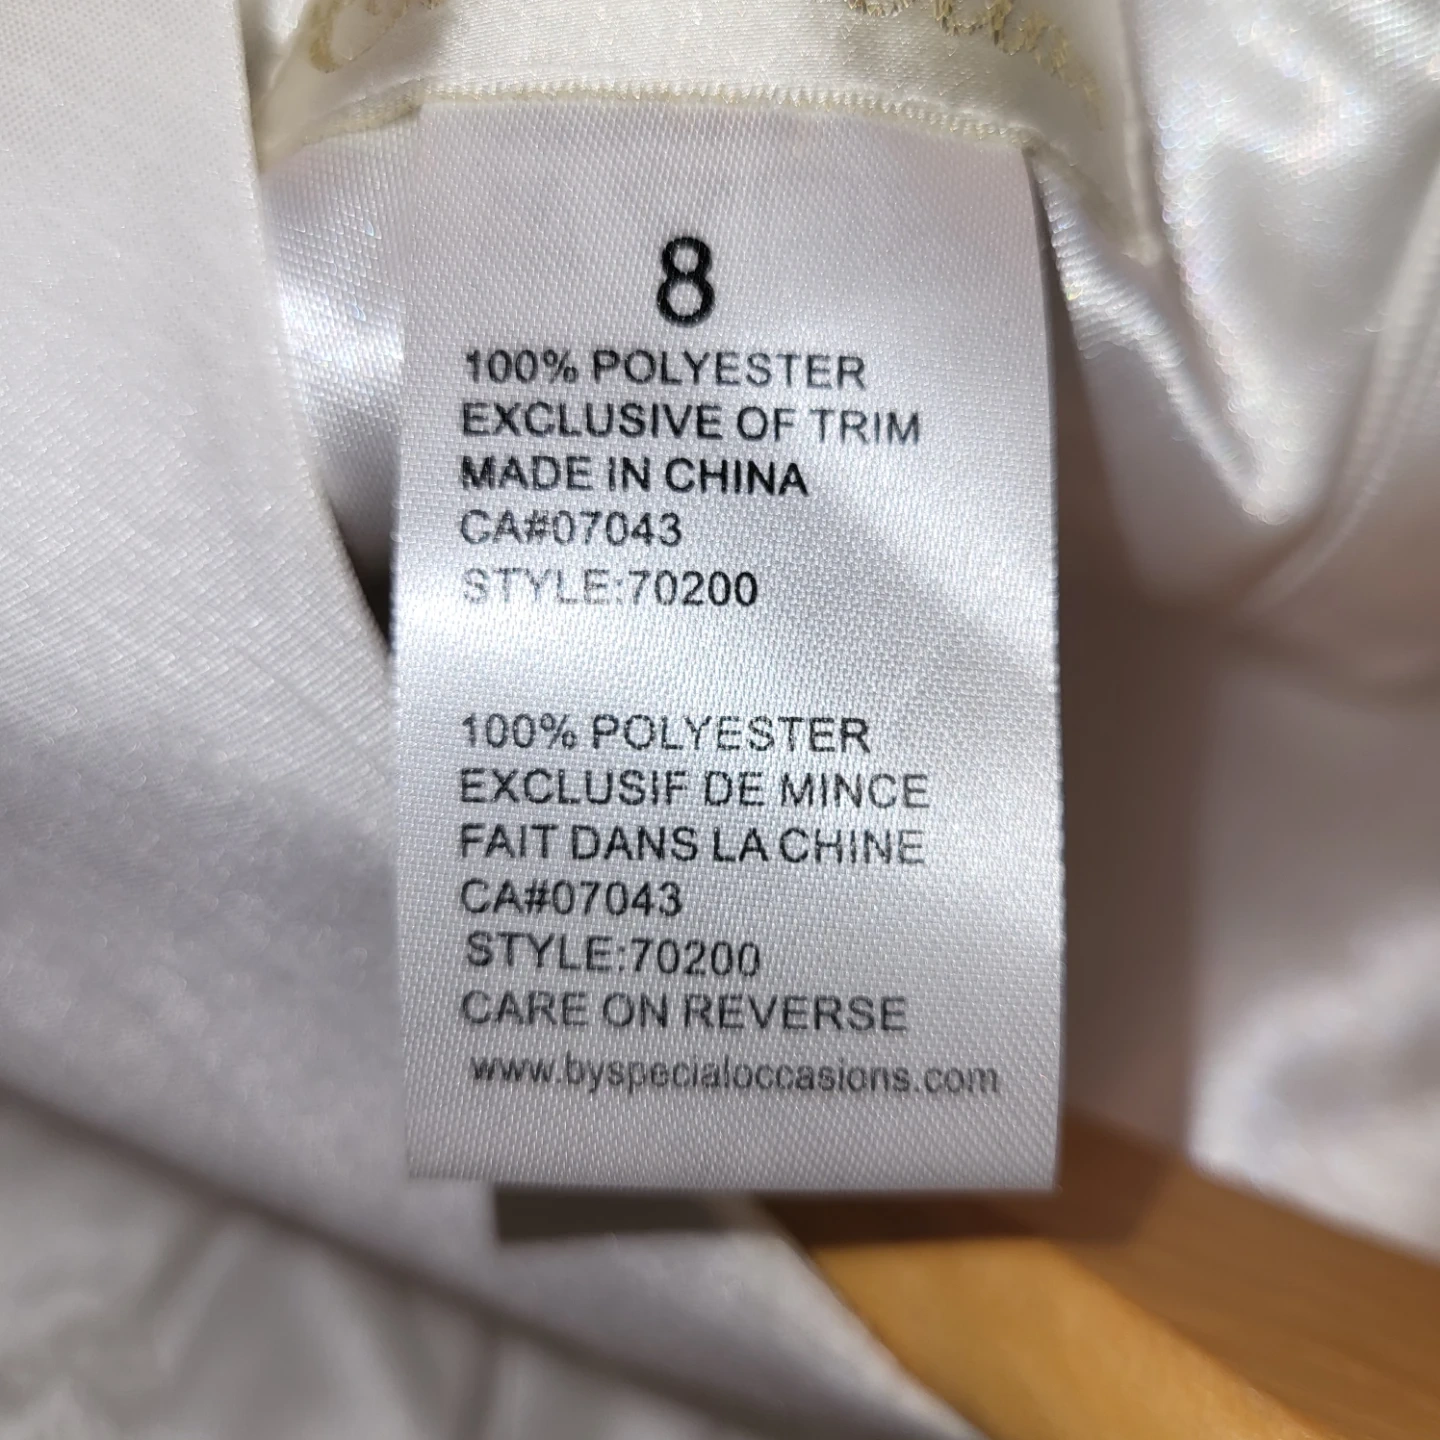 8
100% POLYESTER
EXCLUSIVE OF TRIM
MADE IN CHINA
CA#07043
STYLE:70200
100% POLYESTER
EXCLUSIF DE MINCE
FAIT DANS LA CHINE
CA#07043
STYLE:70200
CARE ON REVERSE
www.byspecialoccasions.com